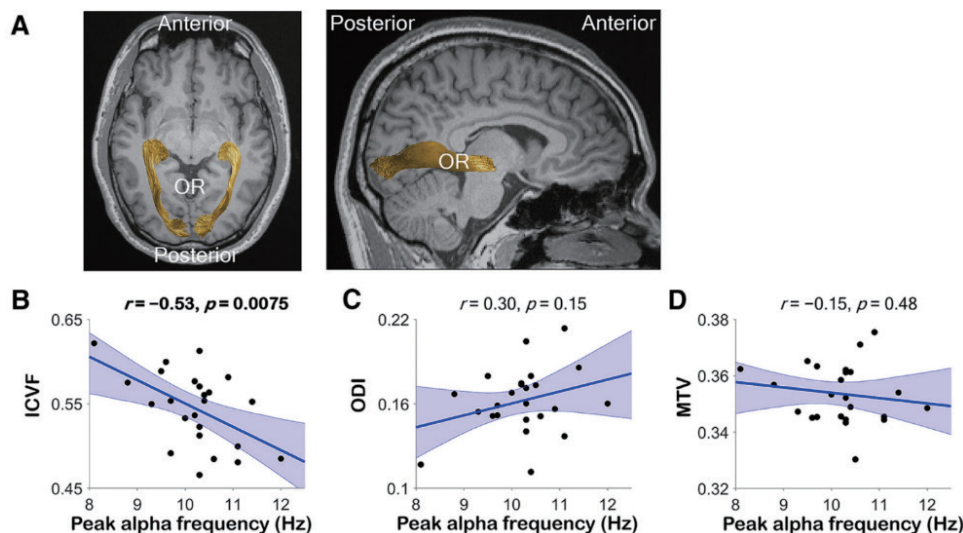 A
Anterior
OR
Posterior
Posterior
Anterior
OR
B
r = −0.53, p = 0.0075
ICVF
0.65
0.55
0.45
8
9
10
11
12
Peak alpha frequency (Hz)
C
r = 0.30, p = 0.15
ODI
0.22
0.16
0.1
8
9
10
11
12
Peak alpha frequency (Hz)
D
r = −0.15, p = 0.48
MTV
0.38
0.36
0.34
0.32
8
9
10
11
12
Peak alpha frequency (Hz)